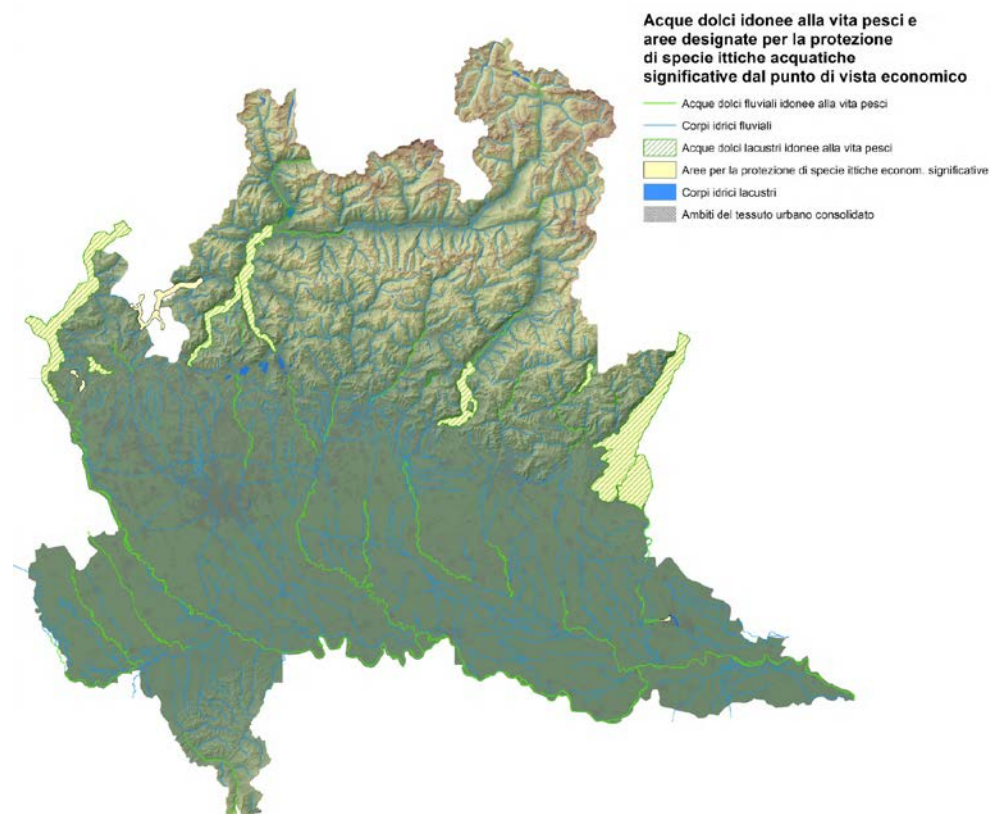 Acque dolci idonee alla vita pesci e
aree designate per la protezione
di specie ittiche acquatiche
significative dal punto di vista economico
Acque dolci fluviali idonee alla vita pesci
Corpi idrici fluviali
Acque dolci lacustri idonee alla vita pesci
Aree per la protezione di specie ittiche econom. significative
Corpi idrici lacustri
Ambiti del tessuto urbano consolidato